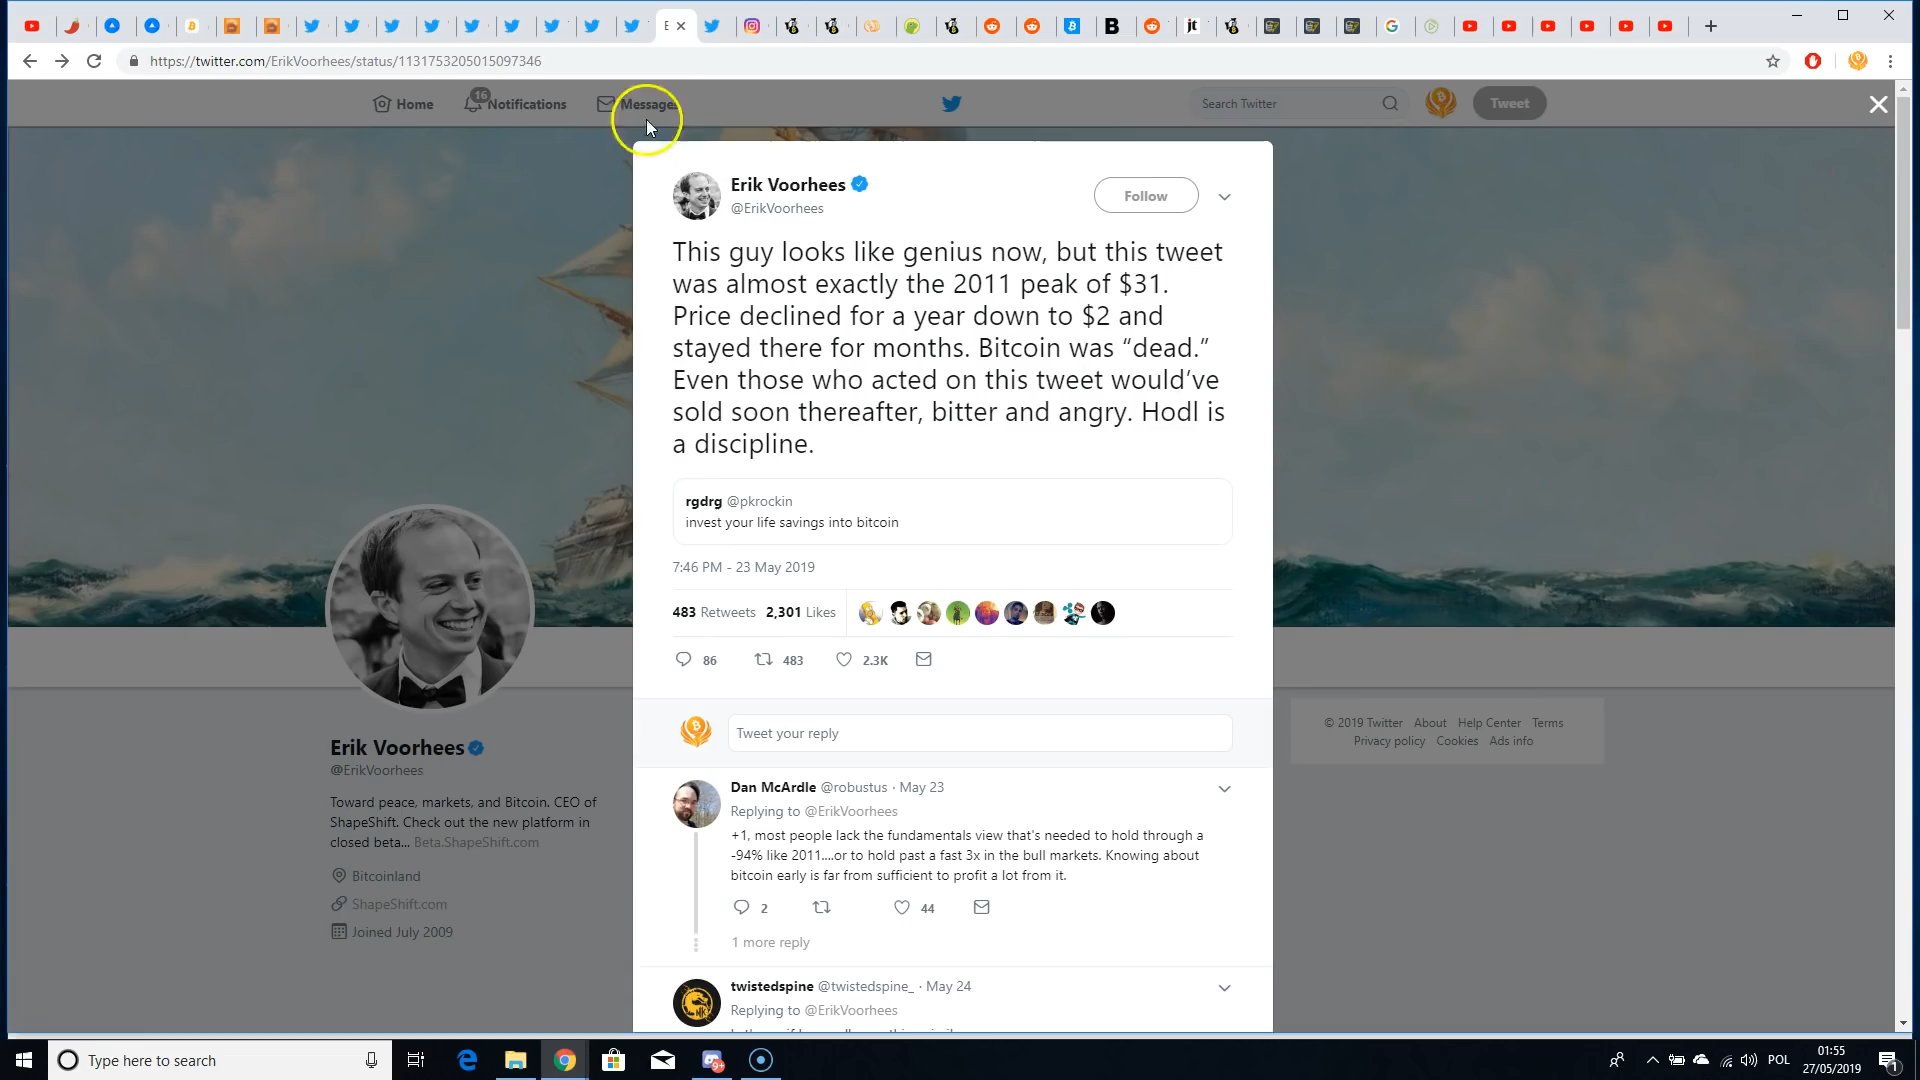 E
jt
B
https://twitter.com/ErikVoorhees/status/1131753205015097346
Home
16
Notifications
Messages
Search Twitter
Tweet
Erik Voorhees
@ErikVoorhees
Follow
This guy looks like genius now, but this tweet
was almost exactly the 2011 peak of $31.
Price declined for a year down to $2 and
stayed there for months. Bitcoin was “dead.”
Even those who acted on this tweet would’ve
sold soon thereafter, bitter and angry. Hodl is
a discipline.
rgdrg @pkrockin
invest your life savings into bitcoin
7:46 PM - 23 May 2019
483 Retweets 2,301 Likes
86 483 2.3K
Tweet your reply
Dan McArdle @robustus · May 23
Replying to @ErikVoorhees
+1, most people lack the fundamentals view that's needed to hold through a
-94% like 2011....or to hold past a fast 3x in the bull markets. Knowing about
bitcoin early is far from sufficient to profit a lot from it.
2 44
1 more reply
twistedspine @twistedspine_ · May 24
Replying to @ErikVoorhees
Erik Voorhees
@ErikVoorhees
Toward peace, markets, and Bitcoin. CEO of
ShapeShift. Check out the new platform in
closed beta... Beta.ShapeShift.com
Bitcoinland
ShapeShift.com
Joined July 2009
© 2019 Twitter About Help Center Terms
Privacy policy Cookies Ads info
Type here to search
9+
POL
01:55
27/05/2019
1